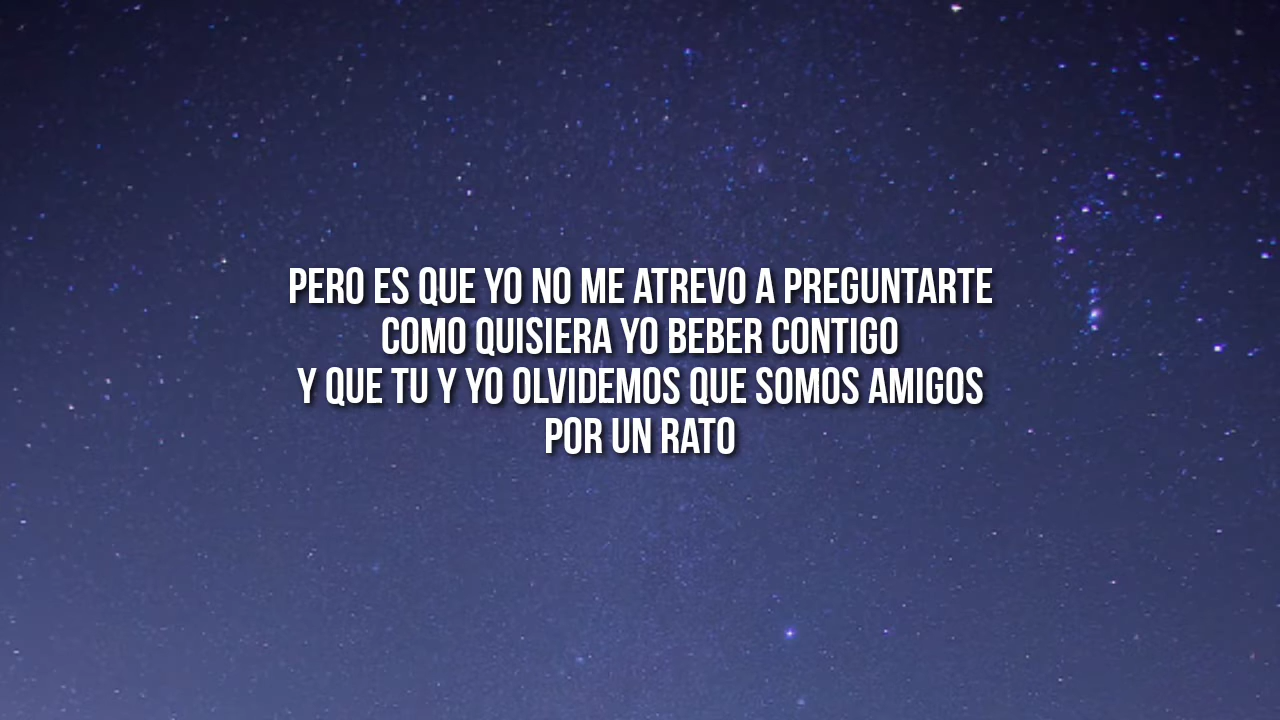 PERO ES QUE YO NO ME ATREVO A PREGUNTARTE
COMO QUISIERA YO BEBER CONTIGO
Y QUE TU Y YO OLVIDEMOS QUE SOMOS AMIGOS
POR UN RATO